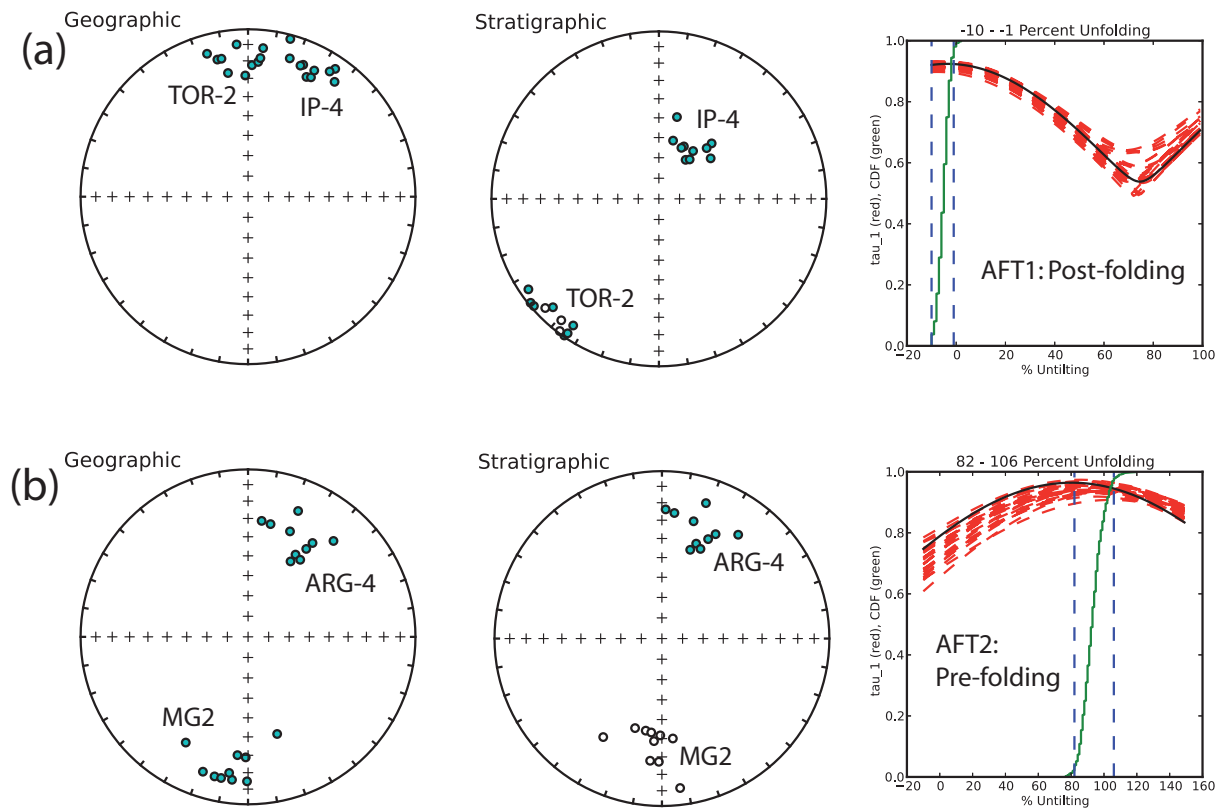 (a)
Geographic
TOR-2
IP-4
Stratigraphic
IP-4
TOR-2
-10 - -1 Percent Unfolding
tau_1 (red), CDF (green)
1.0
0.8
0.6
0.4
0.2
0.0
AFT1: Post-folding
-20 0 20 40 60 80 100
% Untilting
(b)
Geographic
ARG-4
MG2
Stratigraphic
ARG-4
MG2
82 - 106 Percent Unfolding
tau_1 (red), CDF (green)
1.0
0.8
0.6
0.4
0.2
0.0
AFT2:
Pre-folding
-20 0 20 40 60 80 100 120 140 160
% Untilting